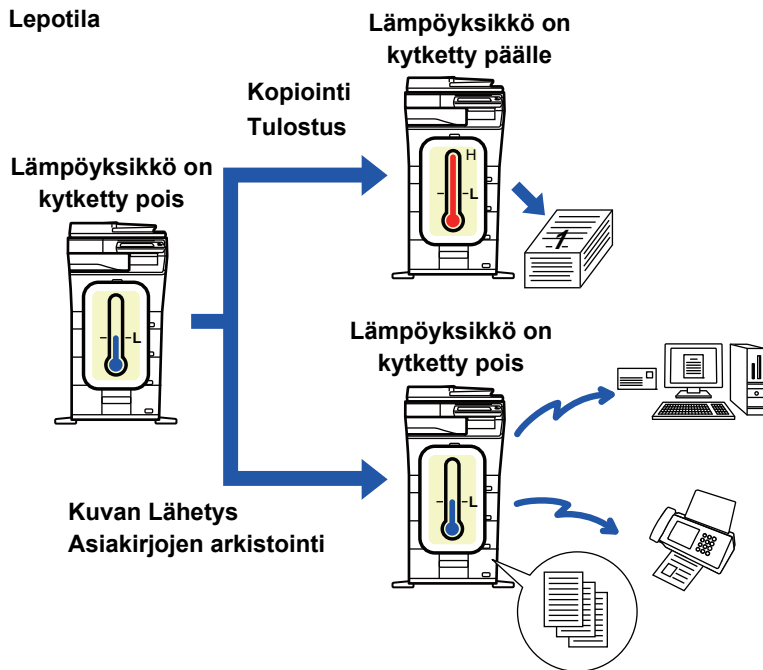 Lepotila
Lämpöyksikkö on
kytketty päälle
Kopiointi
Tulostus
H
L
1
Lämpöyksikkö on
kytketty pois
L
Lämpöyksikkö on
kytketty pois
L
Kuvan Lähetys
Asiakirjojen arkistointi